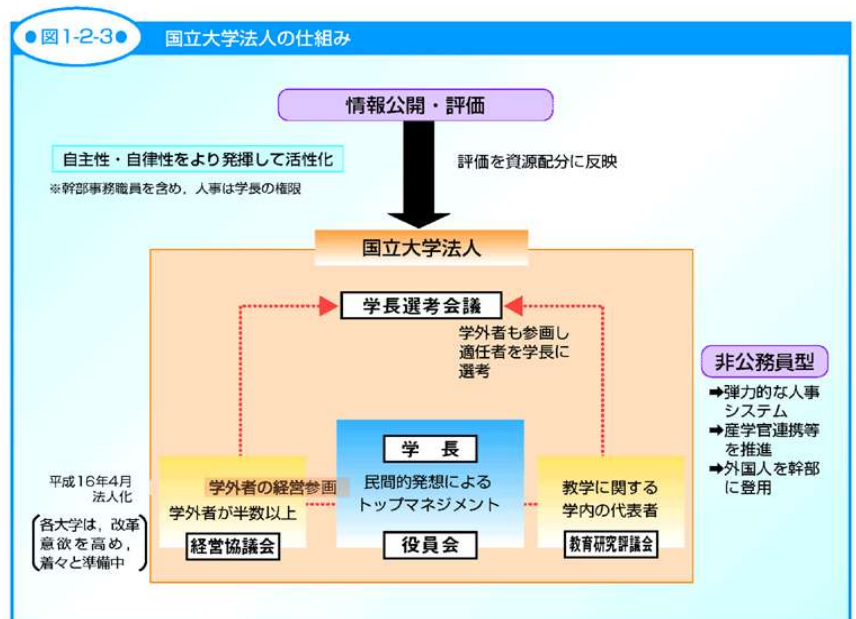 ●図1-2-3●
国立大学法人の仕組み
情報公開・評価
自主性・自律性をより発揮して活性化
※幹部事務職員を含め，人事は学長の権限
評価を資源配分に反映
国立大学法人
学長選考会議
学外者も参画し
適任者を学長に
選考
非公務員型
➡弾力的な人事
システム
➡産学官連携等
を推進
➡外国人を幹部
に登用
平成16年4月
法人化
各大学は，改革
意欲を高め，
着々と準備中
学外者の経営参画
学外者が半数以上
経営協議会
学　長
民間的発想による
トップマネジメント
役員会
教学に関する
学内の代表者
教育研究評議会